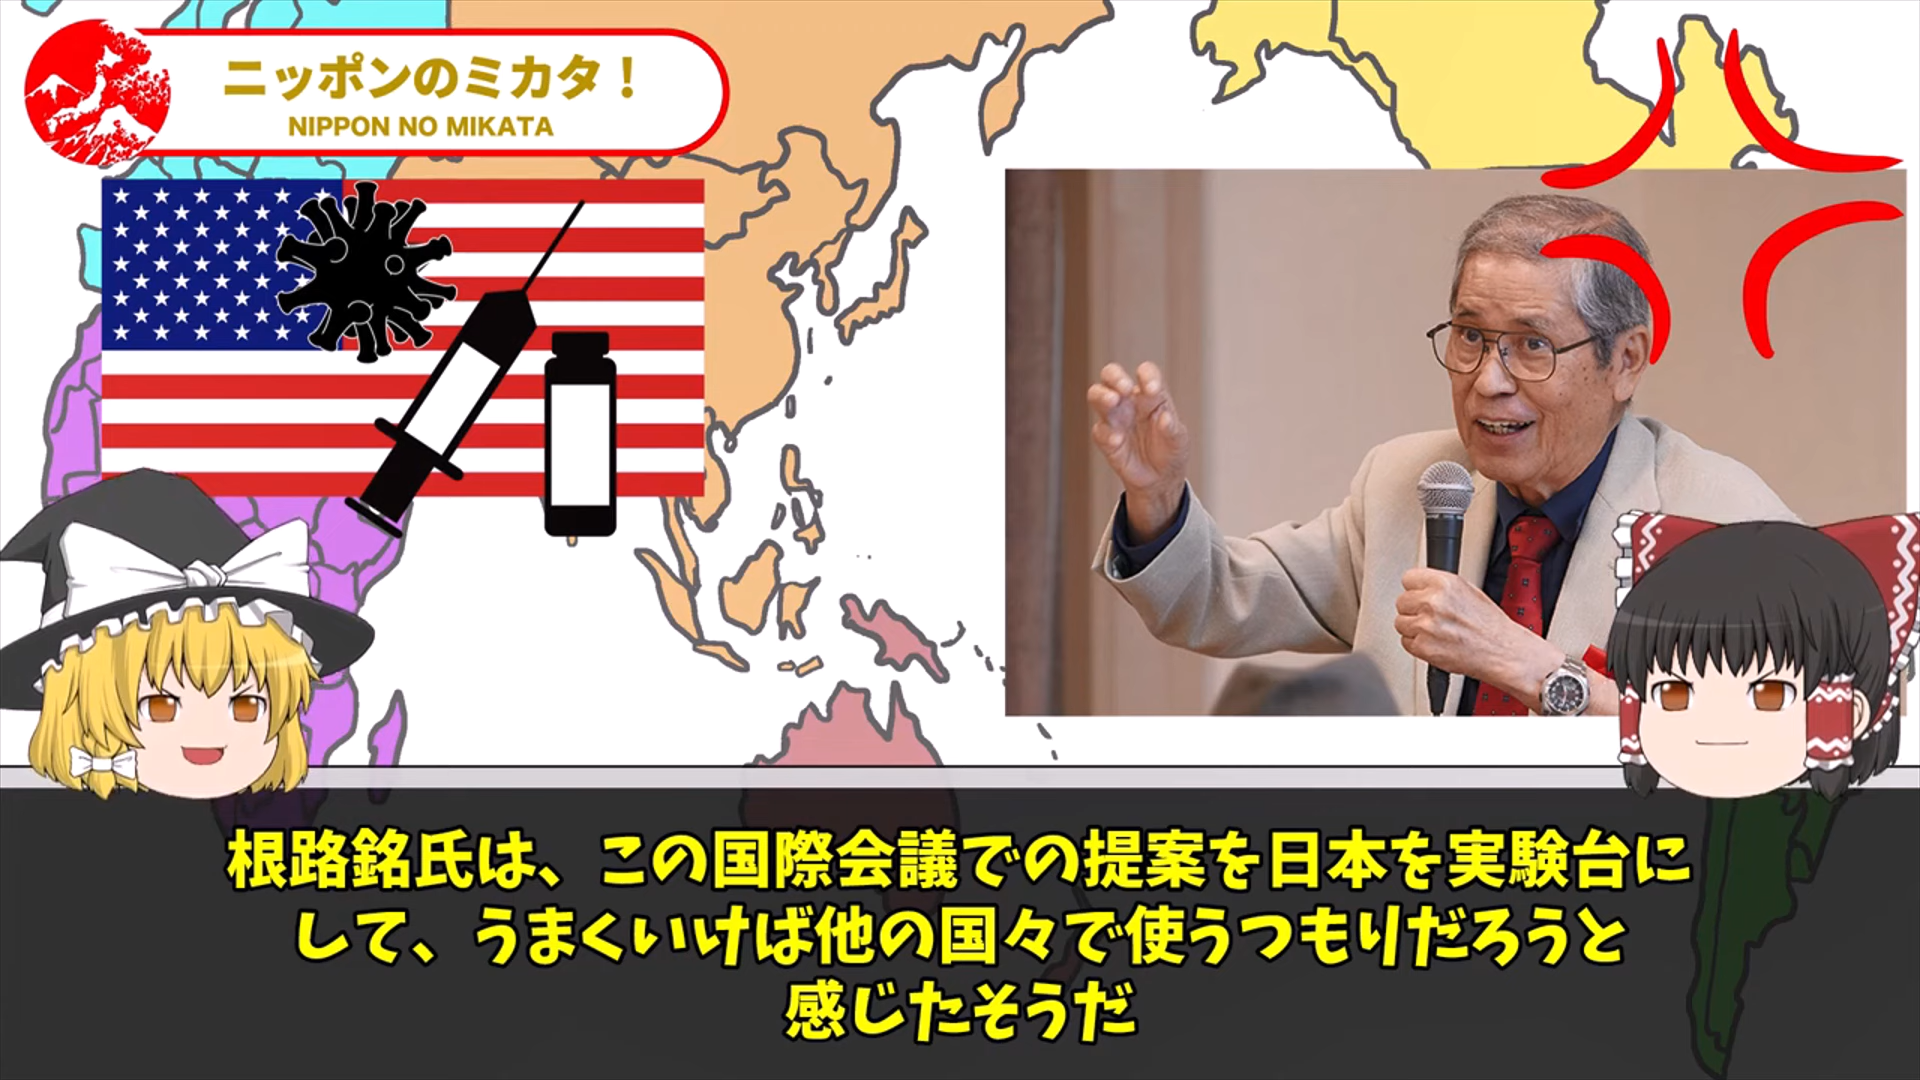 ニッポンのミカタ！
NIPPON NO MIKATA
根路銘氏は、この国際会議での提案を日本を実験台に
して、うまくいけば他の国々で使うつもりだろうと
感じたそうだ